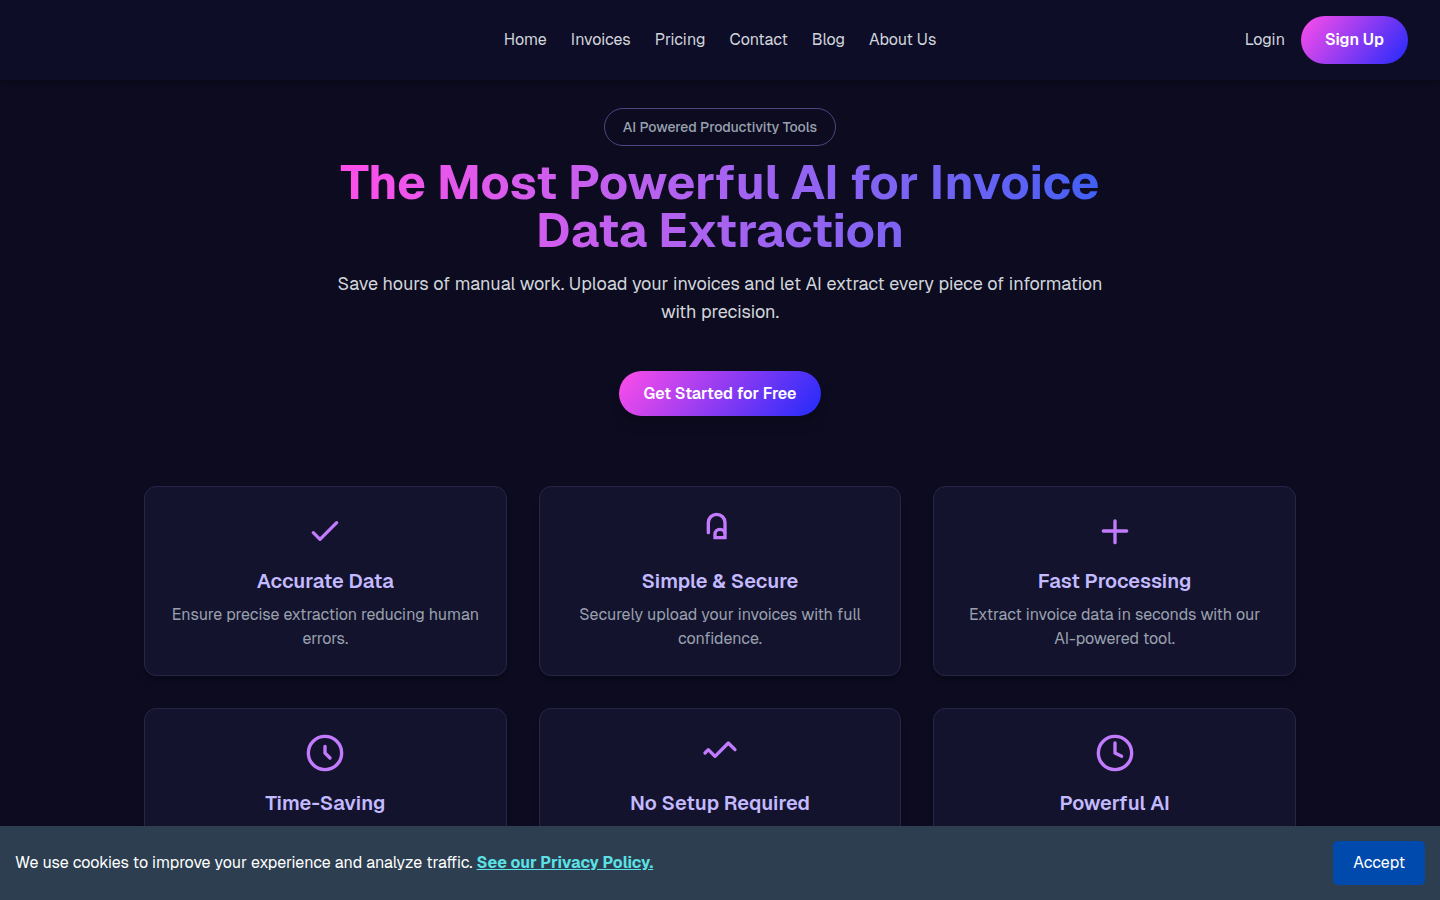 Home
Invoices
Pricing
Contact
Blog
About Us
Login
Sign Up
AI Powered Productivity Tools
The Most Powerful AI for Invoice
Data Extraction
Save hours of manual work. Upload your invoices and let AI extract every piece of information
with precision.
Get Started for Free
Accurate Data
Ensure precise extraction reducing human
errors.
Simple & Secure
Securely upload your invoices with full
confidence.
Fast Processing
Extract invoice data in seconds with our
AI-powered tool.
Time-Saving
No Setup Required
Powerful AI
We use cookies to improve your experience and analyze traffic. See our Privacy Policy.
Accept